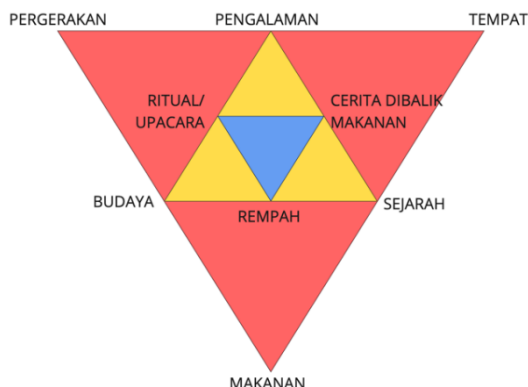 PERGERAKAN
PENGALAMAN
TEMPAT
RITUAL/
UPACARA
CERITA DIBALIK
MAKANAN
BUDAYA
REMPAH
SEJARAH
MAKANAN